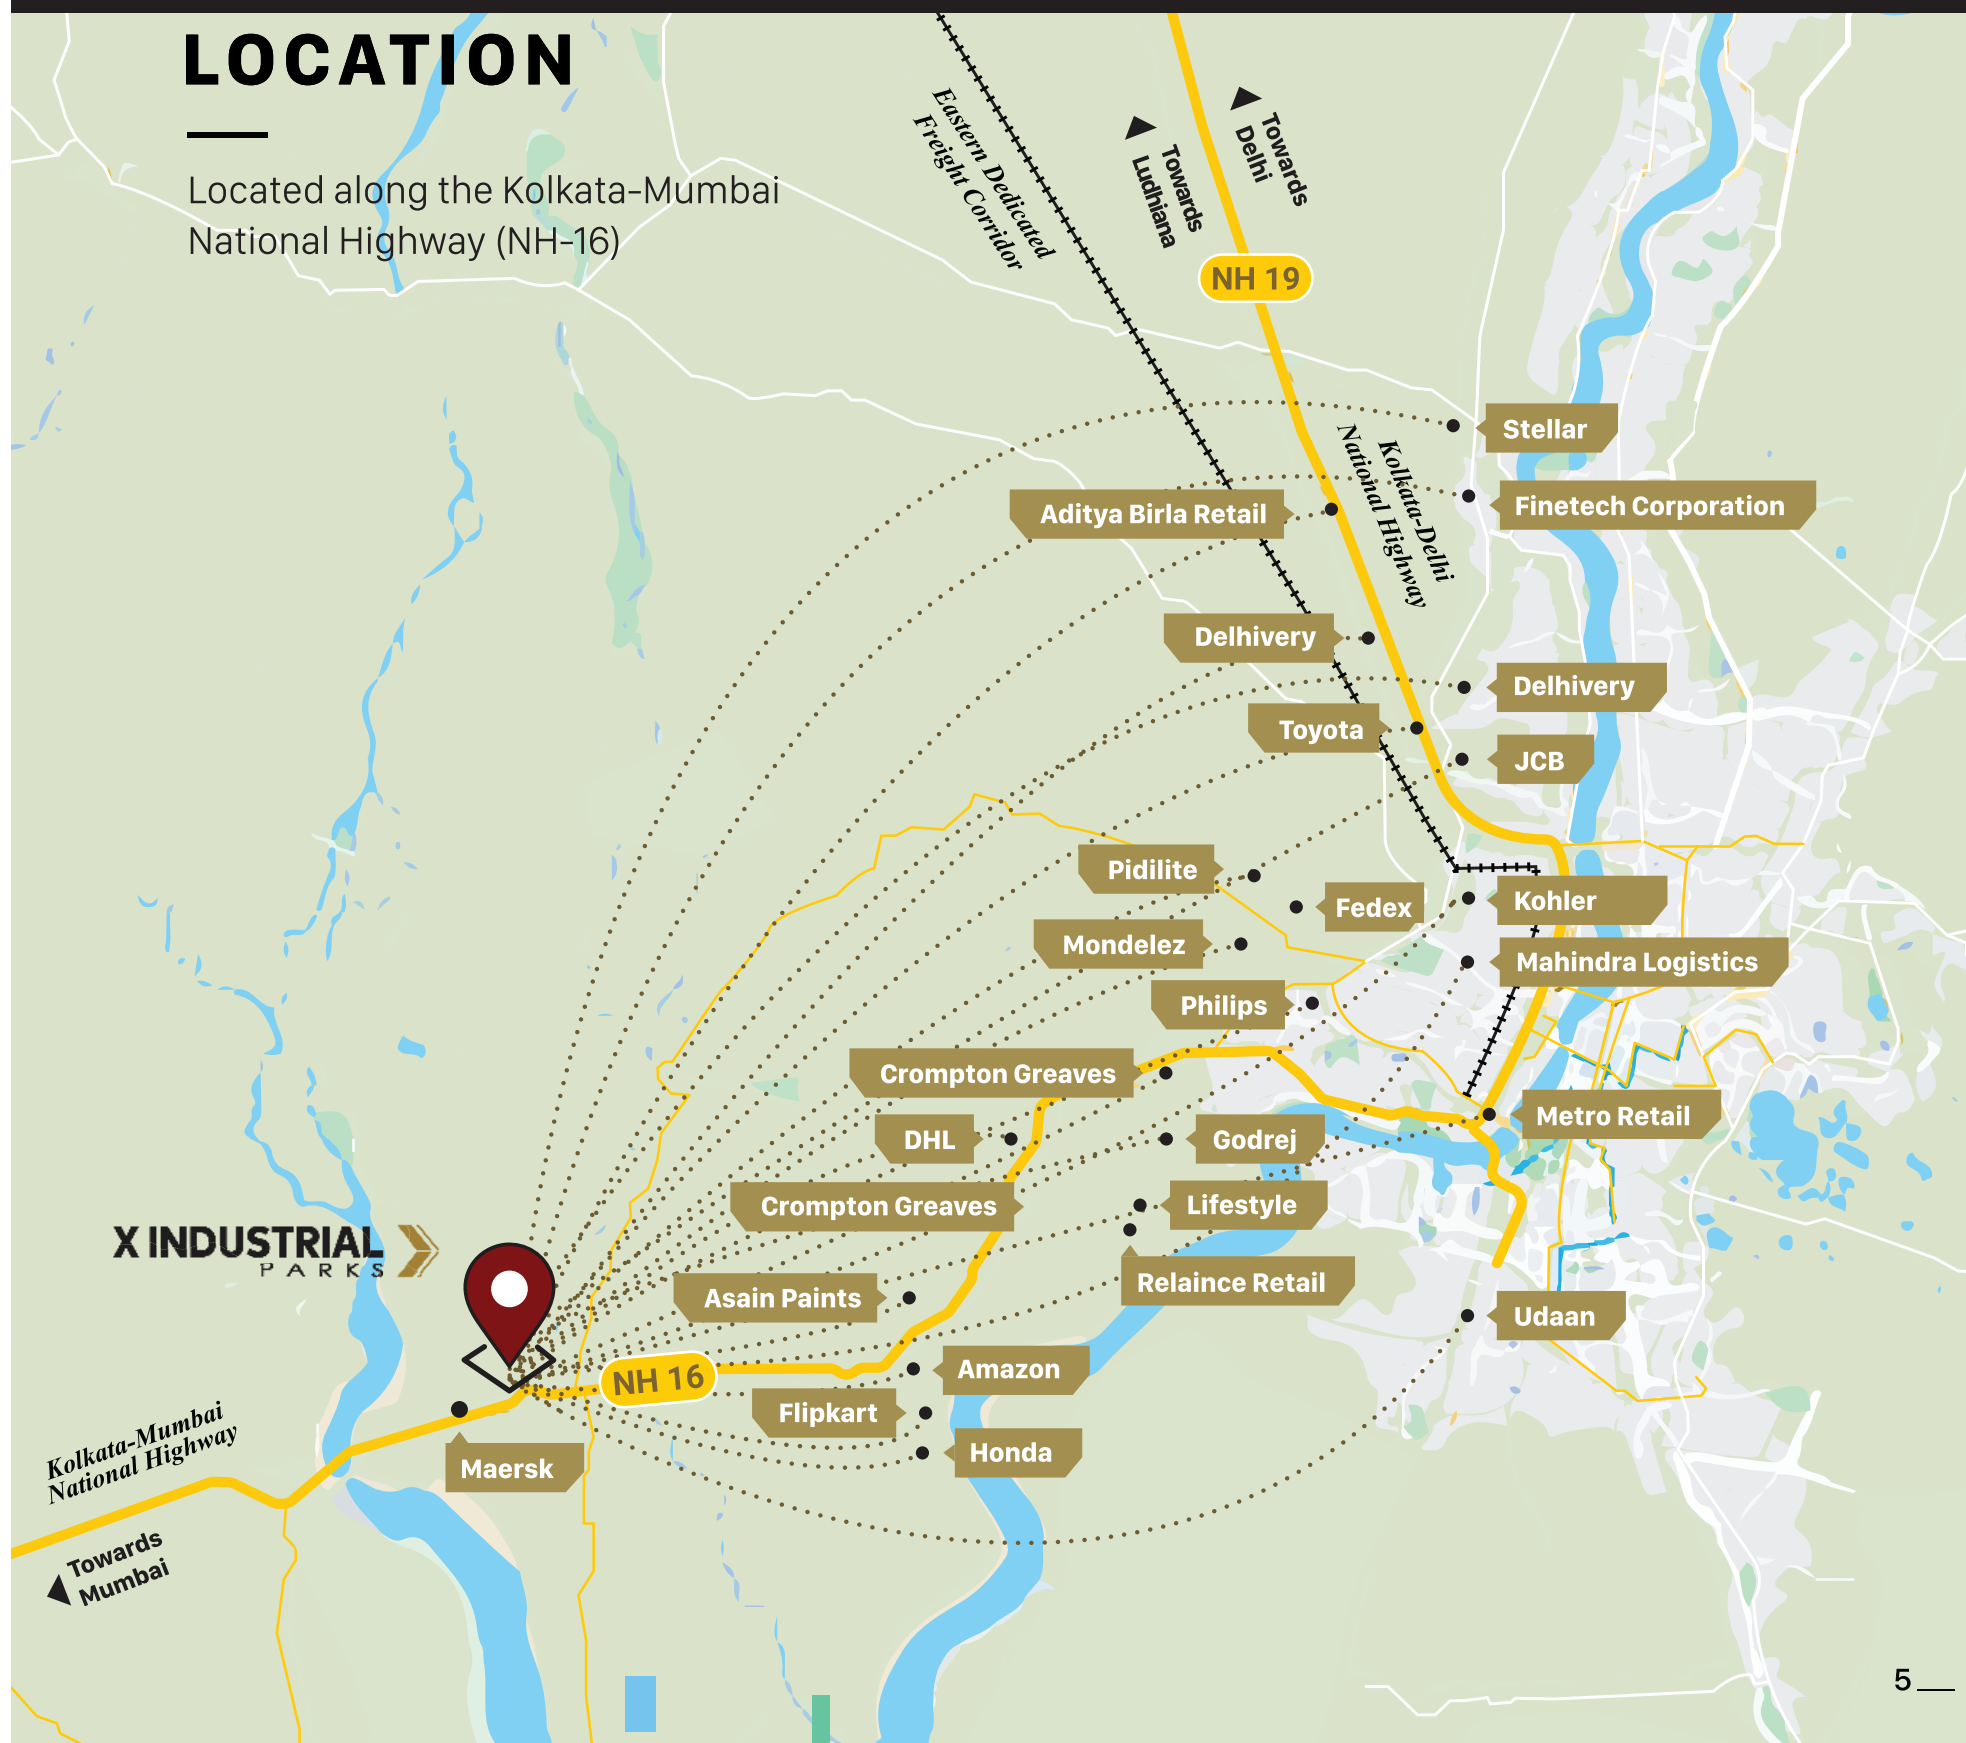 LOCATION
Located along the Kolkata-Mumbai
National Highway (NH-16)
Eastern Dedicated
Freight Corridor
Towards
Ludhiana
Towards
Delhi
NH 19
Kolkata-Delhi
National Highway
Stellar
Finetech Corporation
Aditya Birla Retail
Delhivery
Delhivery
Toyota
JCB
Pidilite
Fedex
Kohler
Mondelez
Mahindra Logistics
Philips
Crompton Greaves
Metro Retail
DHL
Godrej
Crompton Greaves
Lifestyle
X INDUSTRIAL
PARKS
Relaince Retail
Asain Paints
Udaan
Amazon
NH 16
Flipkart
Honda
Maersk
Kolkata-Mumbai
National Highway
Towards
Mumbai
5